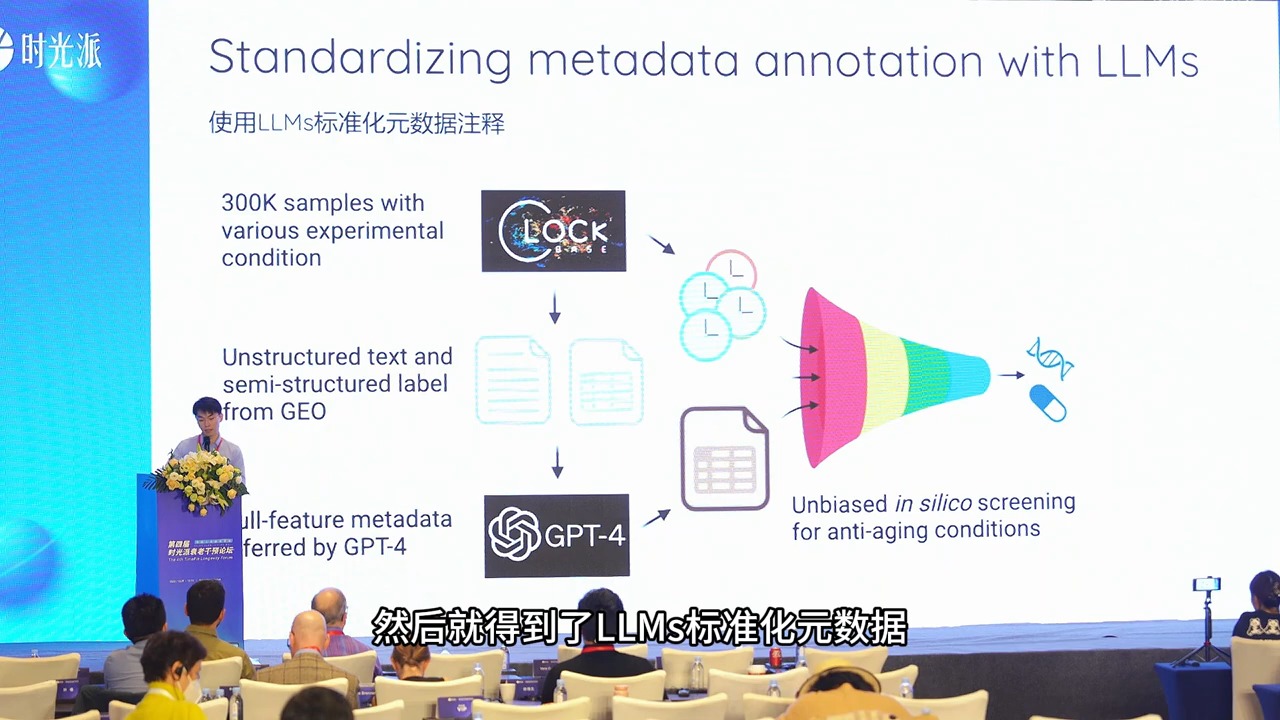 时光派
Standardizing metadata annotation with LLMs
使用LLMs标准化元数据注释
300K samples with
various experimental
condition
CLOCK
BASE
Unstructured text and
semi-structured label
from GEO
ull-feature metadata
ferred by GPT-4
GPT-4
Unbiased in silico screening
for anti-aging conditions
第四届
时光派衰老干预论坛
然后就得到了LLMs标准化元数据